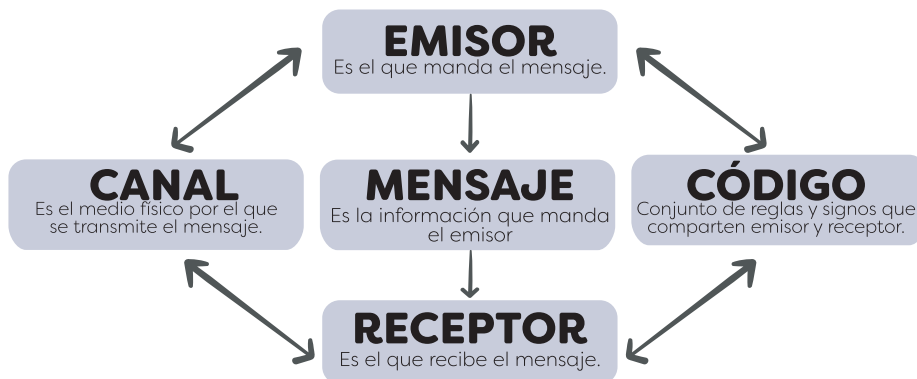 EMISOR
Es el que manda el mensaje.
CANAL
Es el medio físico por el que
se transmite el mensaje.
MENSAJE
Es la información que manda
el emisor
CÓDIGO
Conjunto de reglas y signos que
comparten emisor y receptor.
RECEPTOR
Es el que recibe el mensaje.